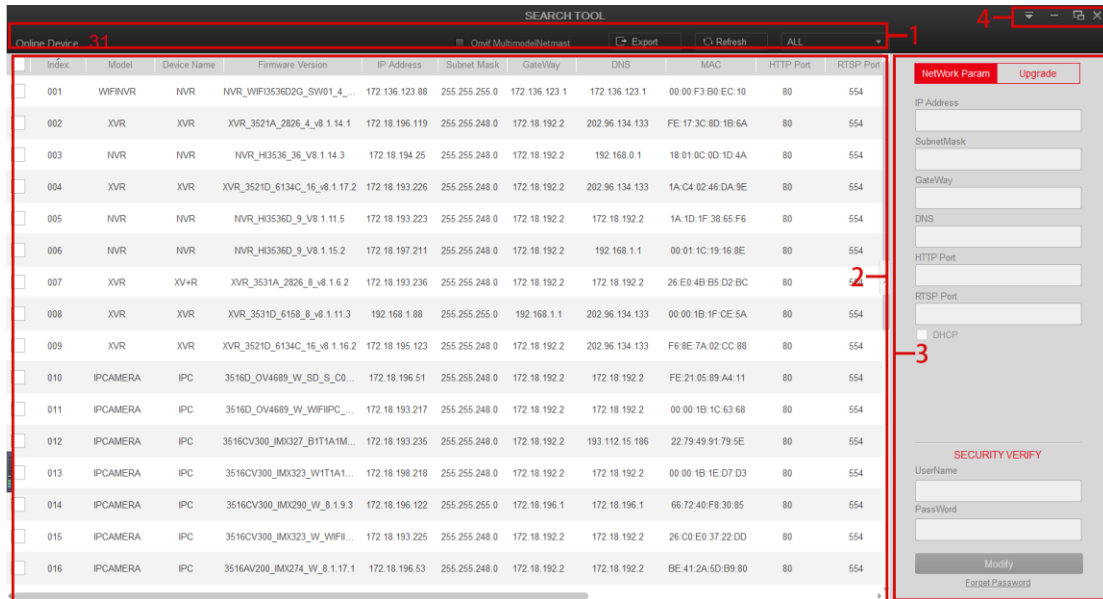 SEARCH TOOL 4
Online Device 31 Onvif MultimodelNetmast Export Refresh ALL 1
Index Model Device Name Firmware Version IP Address Subnet Mask GateWay DNS MAC HTTP Port RTSP Port
001 WIFINVR NVR NVR_WIFI3536D2G_SW01_4_... 172.136.123.88 255.255.255.0 172.136.123.1 172.136.123.1 00:00:F3:B0:EC:10 80 554
002 XVR XVR XVR_3521A_2826_4_v8.1.14.1 172.18.196.119 255.255.248.0 172.18.192.2 202.96.134.133 FE:17:3C:8D:1B:6A 80 554
003 NVR NVR NVR_HI3536_36_V8.1.14.3 172.18.194.25 255.255.248.0 172.18.192.2 192.168.0.1 18:01:0C:0D:1D:4A 80 554
004 XVR XVR XVR_3521D_6134C_16_v8.1.17.2 172.18.193.226 255.255.248.0 172.18.192.2 202.96.134.133 1A:C4:02:46:DA:9E 80 554
005 NVR NVR NVR_HI3536D_9_V8.1.11.5 172.18.193.223 255.255.248.0 172.18.192.2 172.18.192.2 1A:1D:1F:38:65:F6 80 554
006 NVR NVR NVR_HI3536D_9_V8.1.15.2 172.18.197.211 255.255.248.0 172.18.192.2 192.168.1.1 00:01:1C:19:16:8E 80 554
007 XVR XV+R XVR_3531A_2826_8_v8.1.6.2 172.18.193.236 255.255.248.0 172.18.192.2 172.18.192.2 26:E0:4B:B5:D2:BC 80 554
2
008 XVR XVR XVR_3531D_6158_8_v8.1.11.3 192.168.1.88 255.255.255.0 192.168.1.1 202.96.134.133 00:00:1B:1F:CE:5A 80 554
009 XVR XVR XVR_3521D_6134C_16_v8.1.16.2 172.18.195.123 255.255.248.0 172.18.192.2 202.96.134.133 F6:8E:7A:02:CC:88 80 554
010 IPCAMERA IPC 3516D_OV4689_W_SD_S_C0... 172.18.196.51 255.255.248.0 172.18.192.2 172.18.192.2 FE:21:05:89:A4:11 80 554
011 IPCAMERA IPC 3516D_OV4689_W_WIFIIPC_... 172.18.193.217 255.255.248.0 172.18.192.2 172.18.192.2 00:00:1B:1C:63:68 80 554
012 IPCAMERA IPC 3516CV300_IMX327_B1T1A1M... 172.18.193.235 255.255.248.0 172.18.192.2 193.112.15.186 22:79:49:91:79:5E 80 554
013 IPCAMERA IPC 3516CV300_IMX323_W1T1A1... 172.18.198.218 255.255.248.0 172.18.192.2 172.18.192.2 00:00:1B:1E:D7:D3 80 554
014 IPCAMERA IPC 3516CV300_IMX290_W_8.1.9.3 172.18.196.122 255.255.255.0 172.18.196.1 172.18.196.1 66:72:40:F8:30:85 80 554
015 IPCAMERA IPC 3516CV300_IMX323_W_WIFII... 172.18.193.225 255.255.248.0 172.18.192.2 172.18.192.2 26:C0:E0:37:22:DD 80 554
016 IPCAMERA IPC 3516AV200_IMX274_W_8.1.17.1 172.18.196.53 255.255.248.0 172.18.192.2 172.18.192.2 BE:41:2A:5D:B9:80 80 554
NetWork Param Upgrade
IP Address
SubnetMask
GateWay
DNS
HTTP Port
RTSP Port
DHCP
3
SECURITY VERIFY
UserName
PassWord
Modify
Forget Password